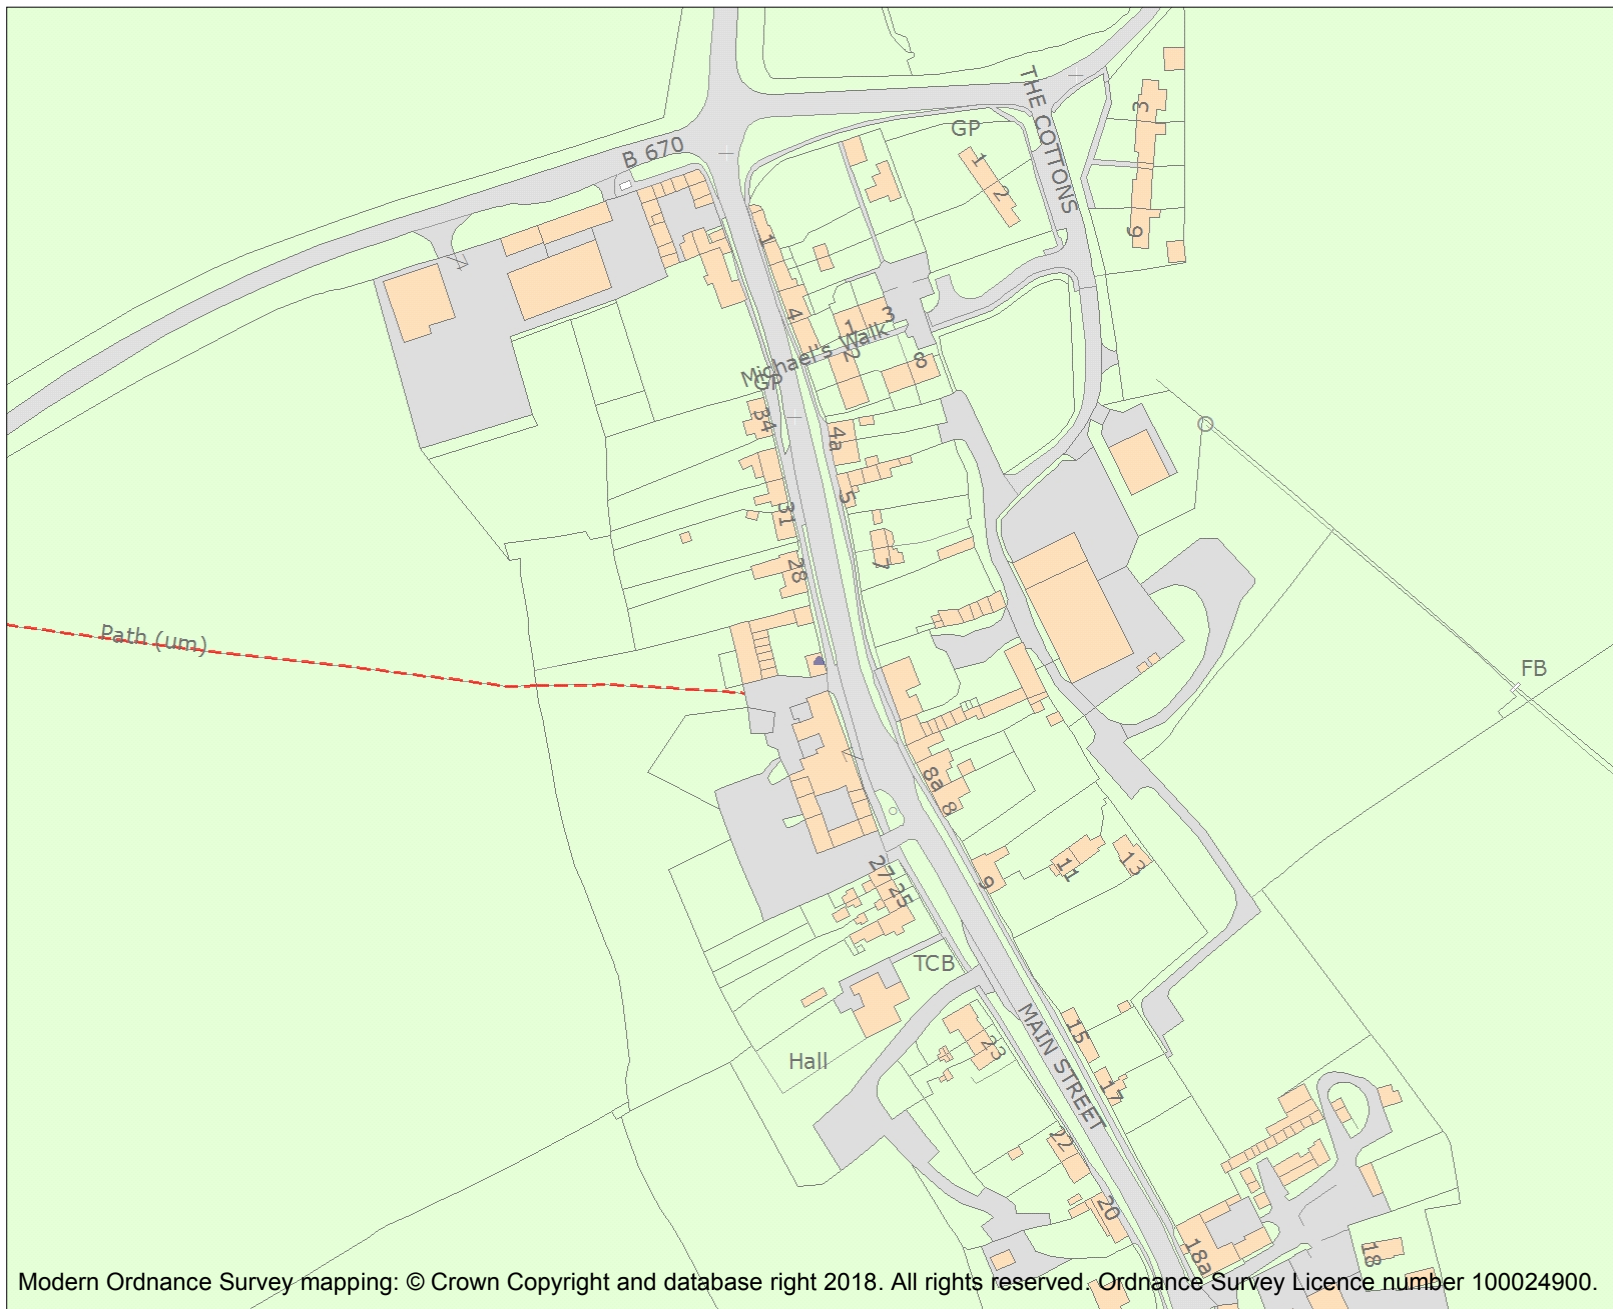 THE COTTONS
GP
3
B 670
1
2
6
1
4
3
1
Michael's Walk
2
8
GP
34
4a
5
31
7
28
Path (um)
FB
8a
8
27
25
9
11
13
TCB
MAIN STREET
15
23
Hall
17
22
20
18a
18
Modern Ordnance Survey mapping: © Crown Copyright and database right 2018. All rights reserved. Ordnance Survey Licence number 100024900.